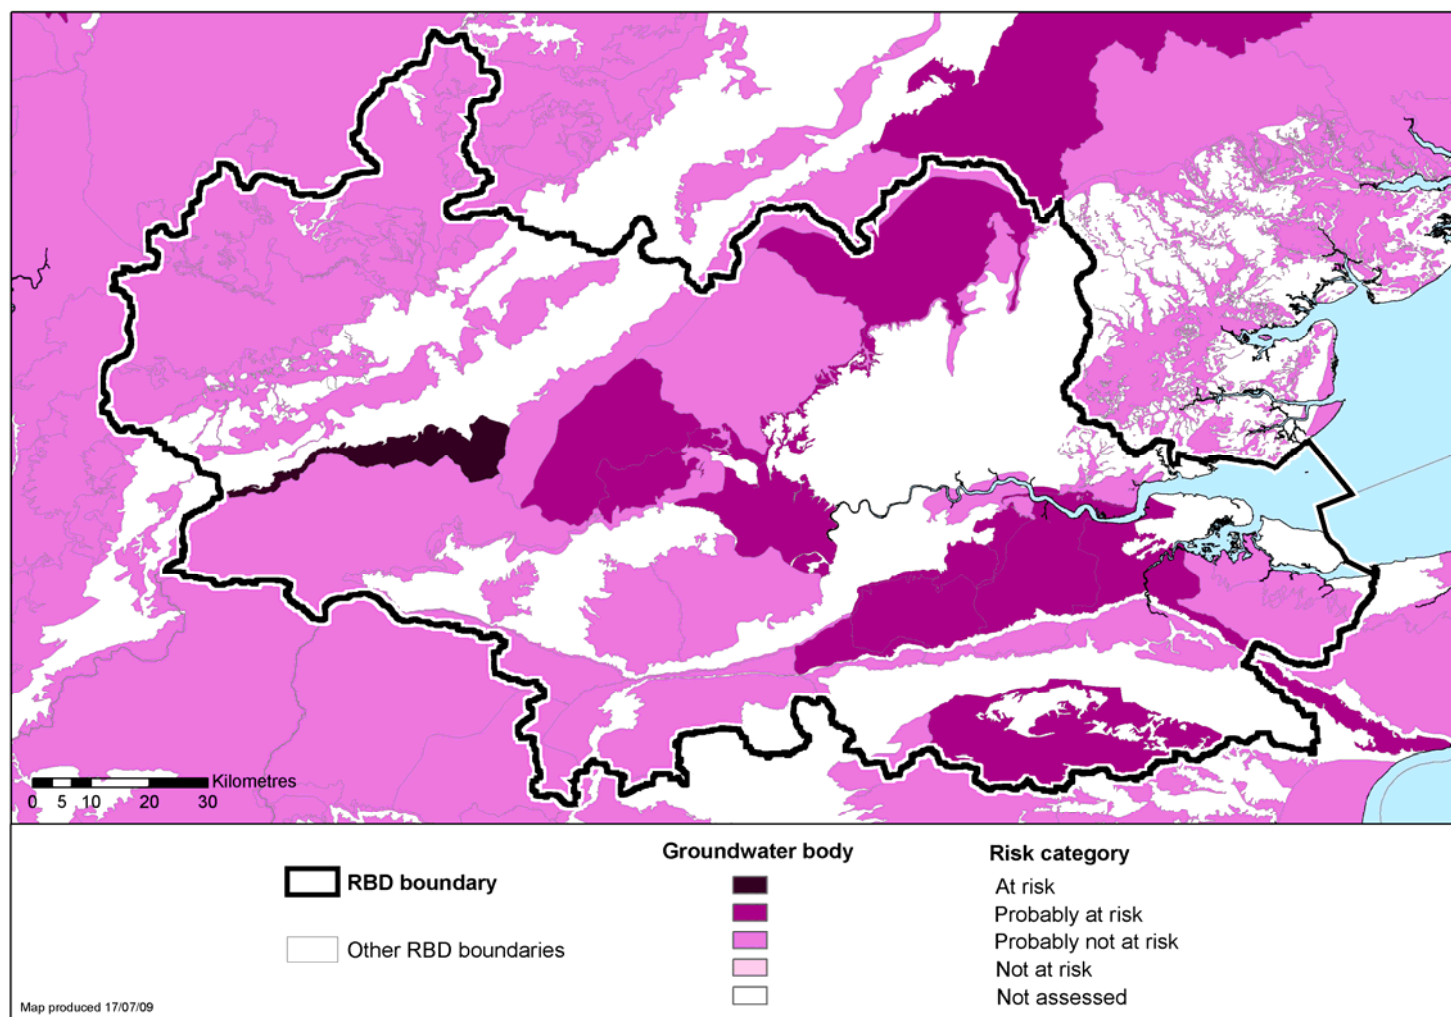 Kilometres
0 5 10 20 30
Groundwater body
Risk category
RBD boundary
At risk
Probably at risk
Other RBD boundaries
Probably not at risk
Not at risk
Not assessed
Map produced 17/07/09